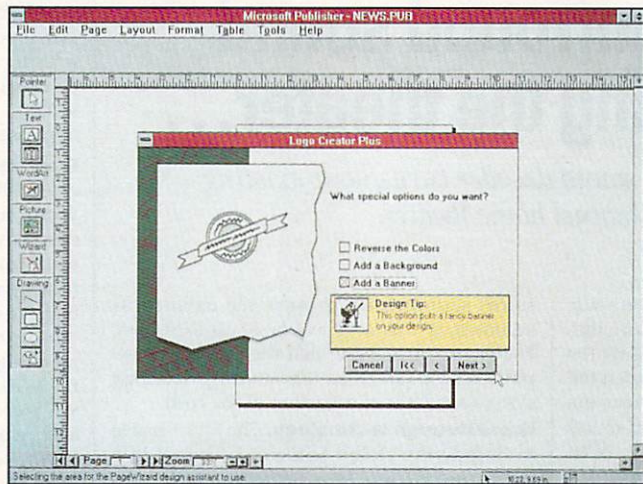 Microsoft Publisher - NEWS.PUB
File Edit Page Layout Format Table Tools Help
Pointer
Text
A
WordArt
Picture
Wizard
Drawing
Logo Creator Plus
What special options do you want?
Reverse the Colors
Add a Background
Add a Banner
Design Tip:
This option puts a fancy banner
on your design.
Cancel I<< < Next >
Page 1 Zoom 33%
Selecting the area for the PageWizard design assistant to use.